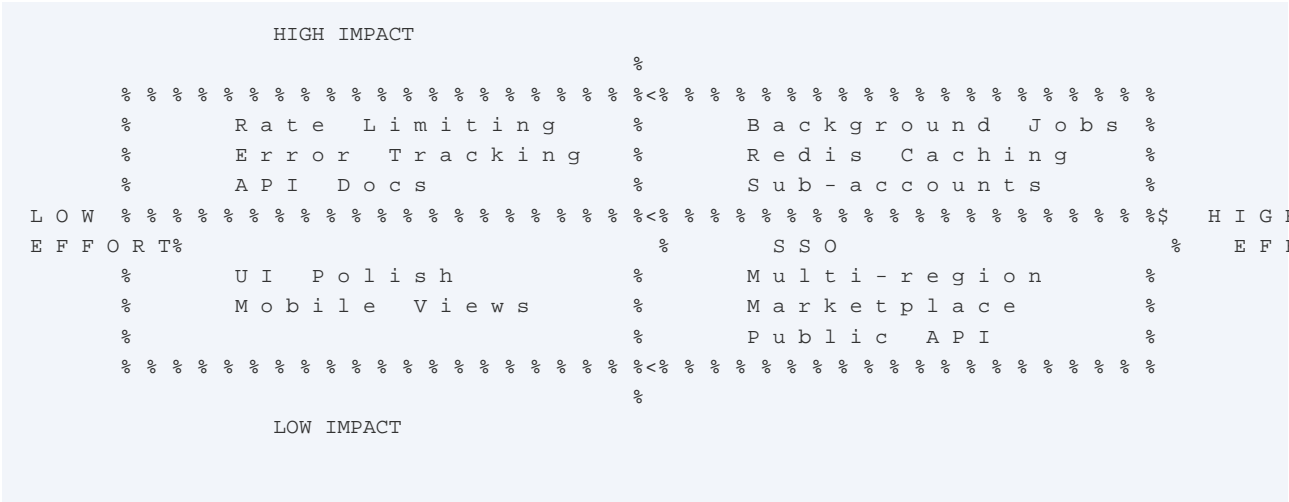 HIGH IMPACT
%
% % % % % % % % % % % % % % % % % % % % %<% % % % % % % % % % % % % % % % % % % %
% Rate Limiting % Background Jobs %
% Error Tracking % Redis Caching %
% API Docs % Sub-accounts %
LOW % % % % % % % % % % % % % % % % % % % % %<% % % % % % % % % % % % % % % % % % % %$ HIGH
EFFORT% % SSO % EF
% UI Polish % Multi-region %
% Mobile Views % Marketplace %
% % Public API %
% % % % % % % % % % % % % % % % % % % % %<% % % % % % % % % % % % % % % % % % % %
%
LOW IMPACT